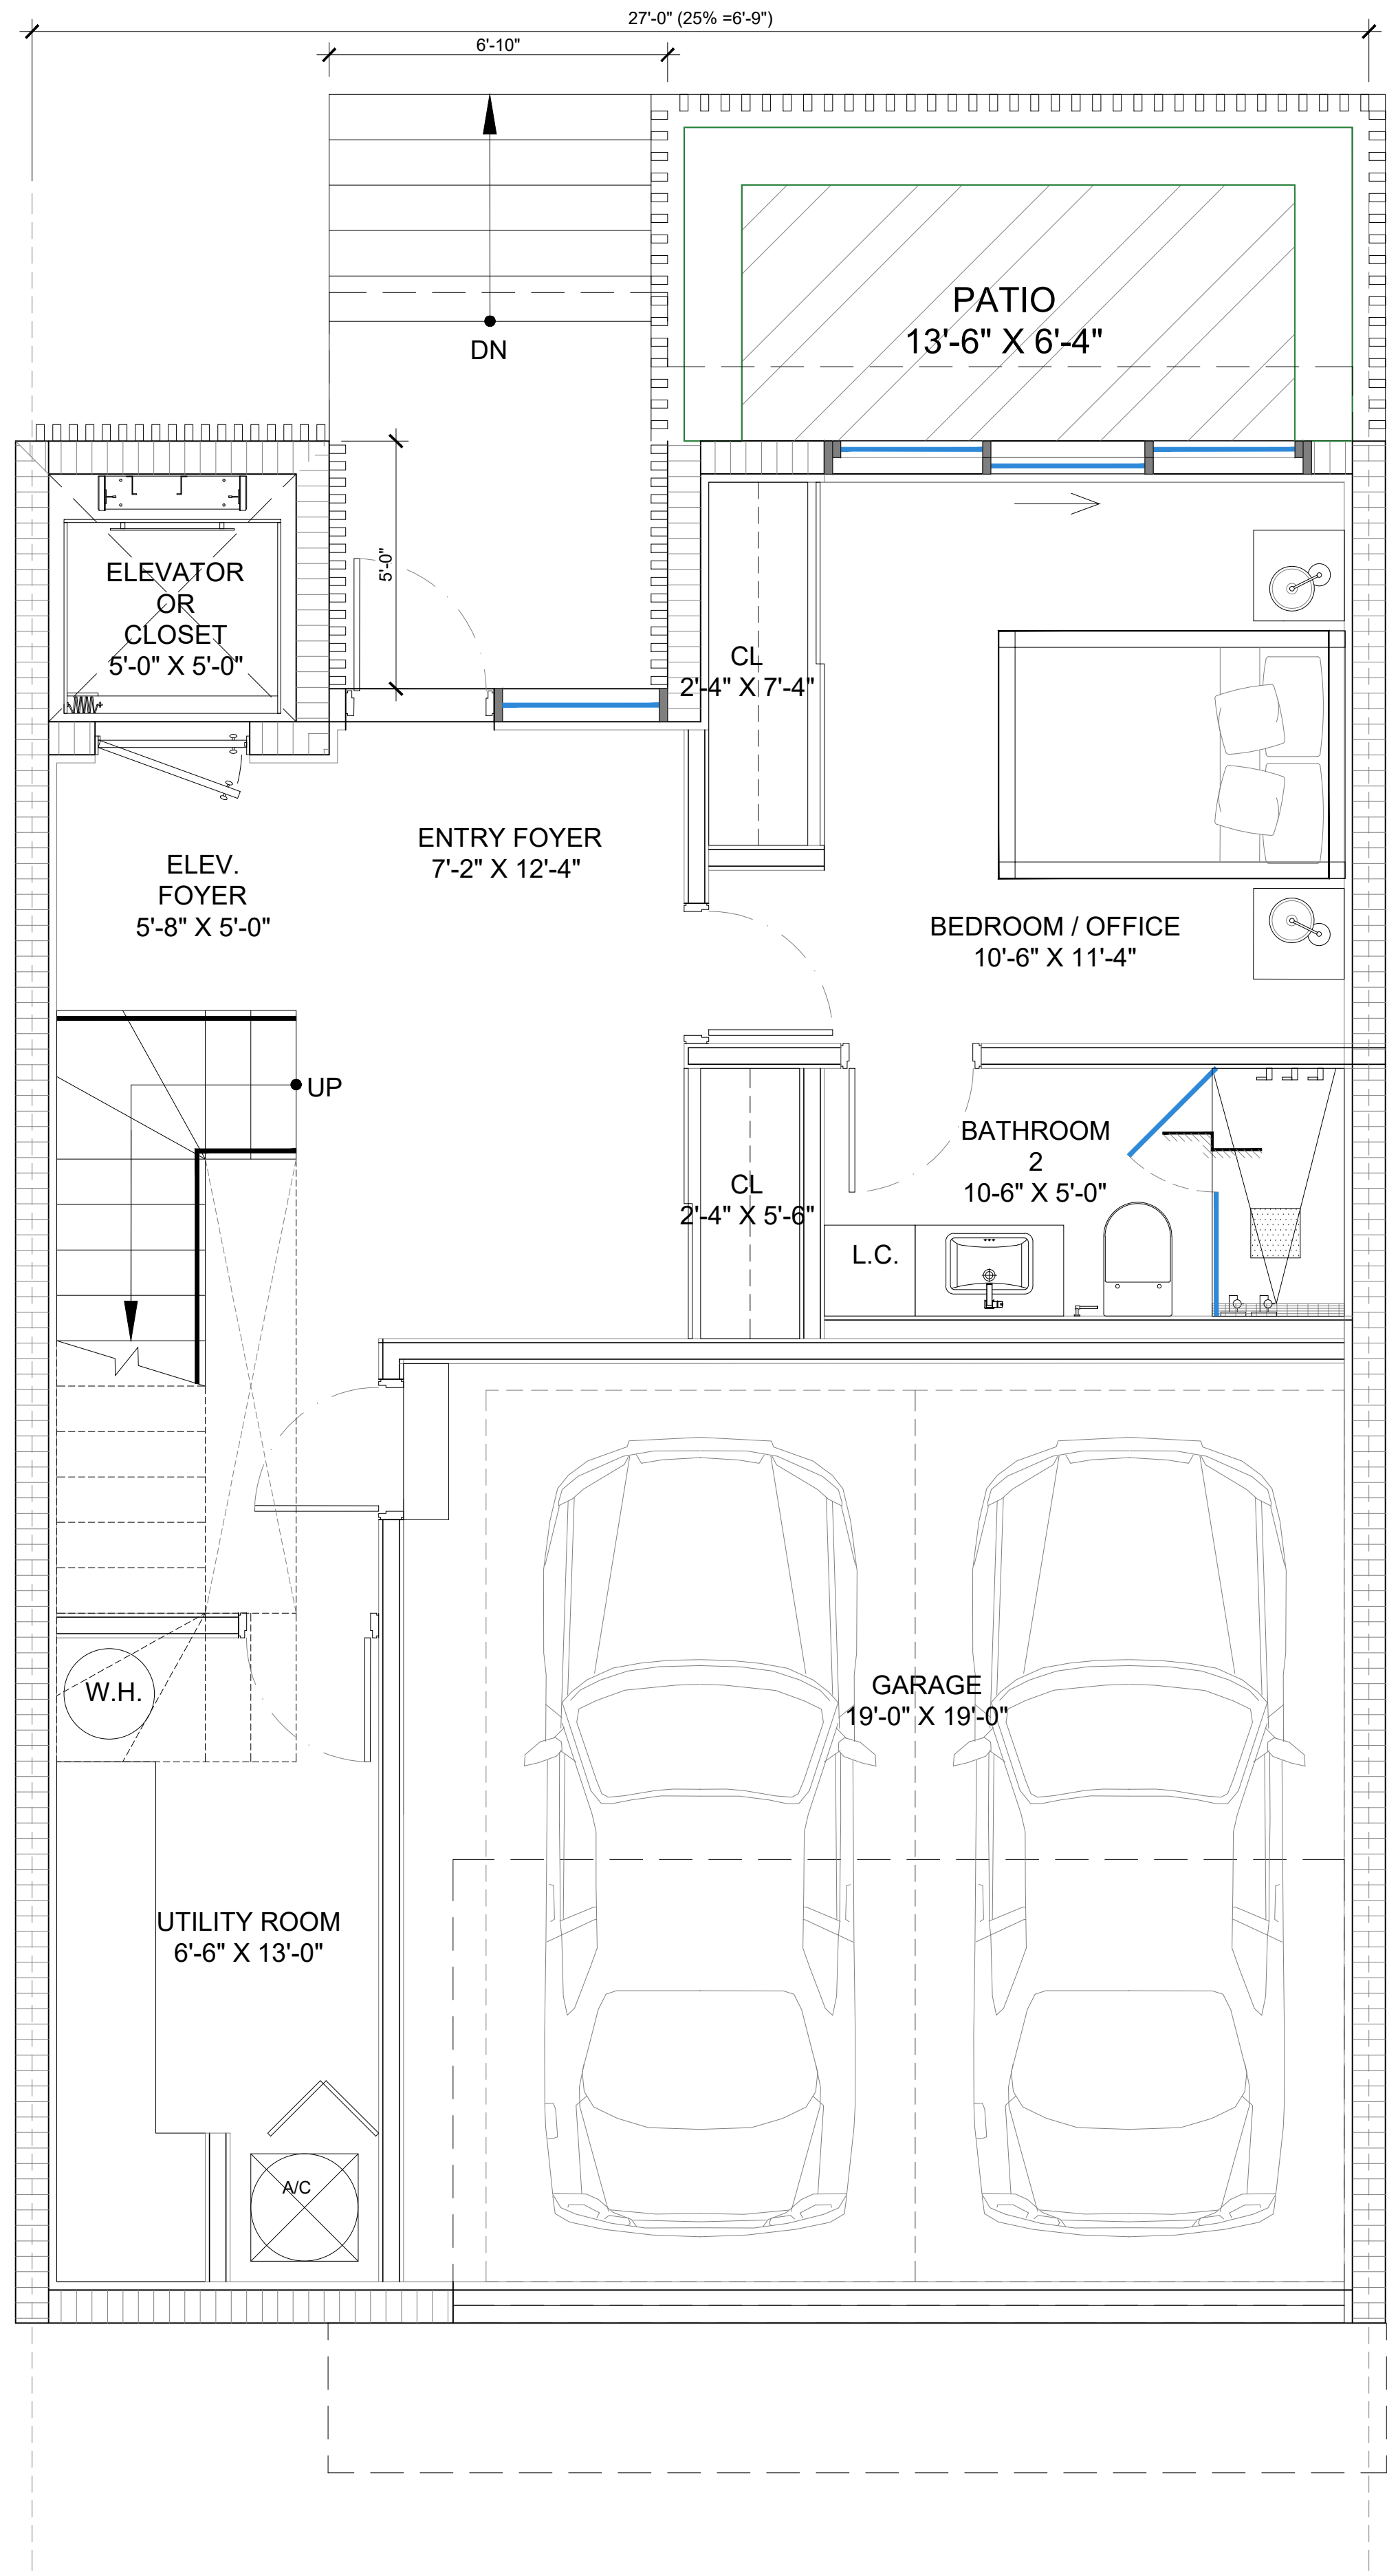 27'-0" (25% =6'-9")
6'-10"
PATIO
13'-6" X 6'-4"
DN
5'-0"
ELEVATOR
OR
CLOSET
5'-0" X 5'-0"
CL
2'-4" X 7'-4"
ENTRY FOYER
7'-2" X 12'-4"
ELEV.
FOYER
5'-8" X 5'-0"
BEDROOM / OFFICE
10'-6" X 11'-4"
UP
BATHROOM
2
10-6" X 5'-0"
CL
2'-4" X 5'-6"
L.C.
GARAGE
19'-0" X 19'-0"
W.H.
UTILITY ROOM
6'-6" X 13'-0"
A/C